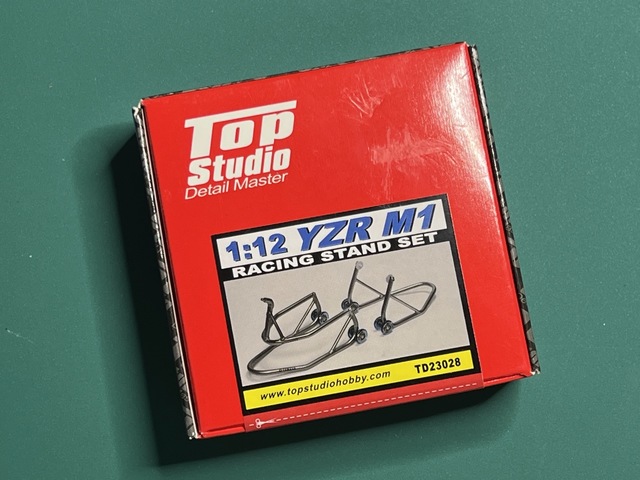 Top
Studio
Detail Master
1:12 YZR M1
RACING STAND SET
www.topstudiohobby.com TD23028